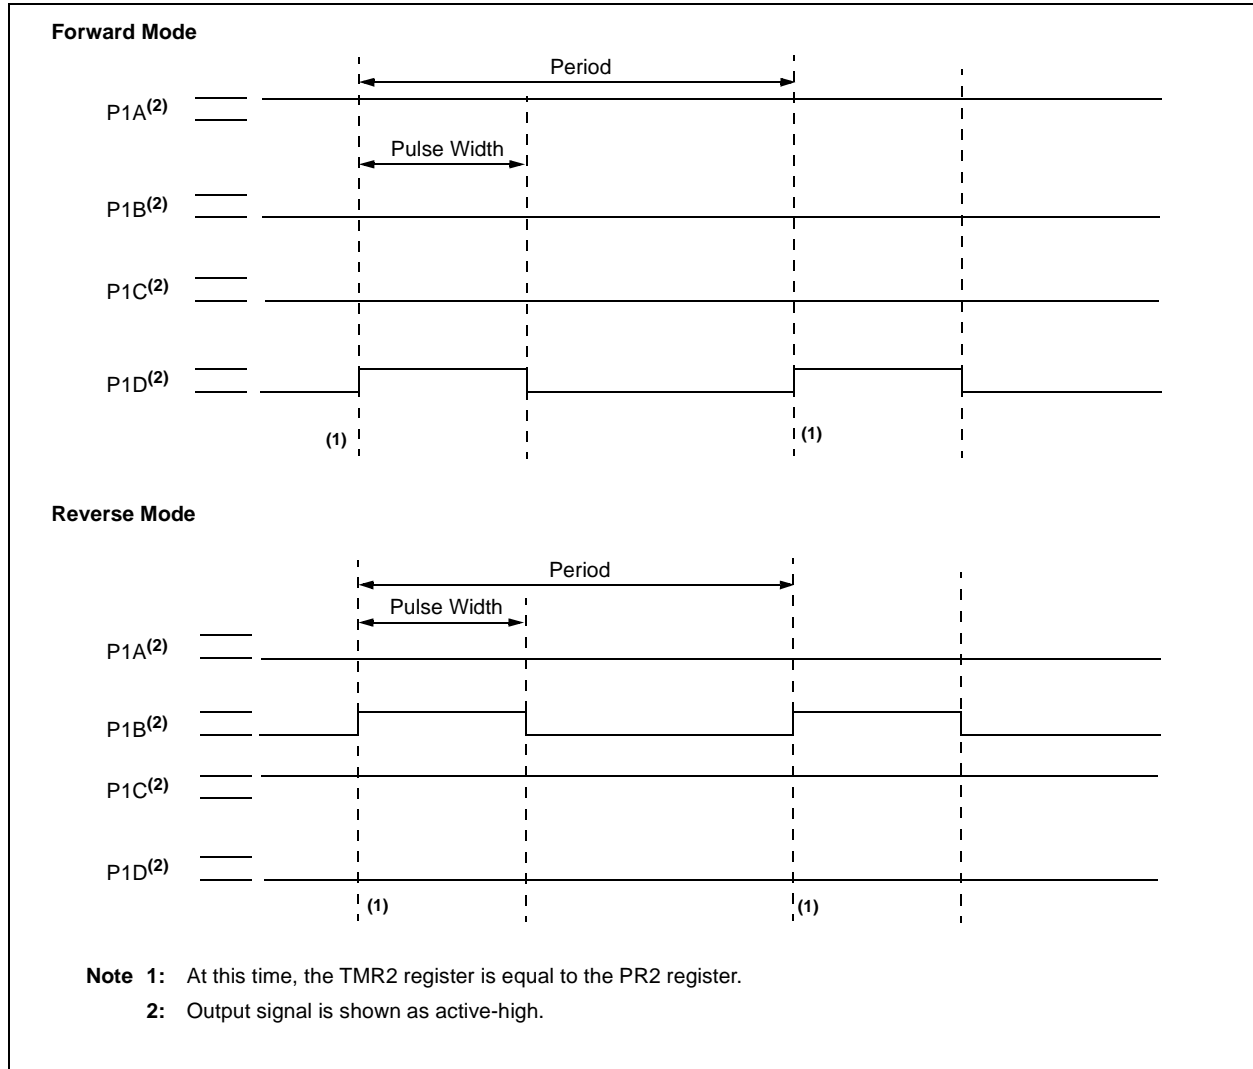 Forward Mode
Period
P1A(2)
Pulse Width
P1B(2)
P1C(2)
P1D(2)
(1)
(1)
Reverse Mode
Period
Pulse Width
P1A(2)
P1B(2)
P1C(2)
P1D(2)
(1)
(1)
Note 1: At this time, the TMR2 register is equal to the PR2 register.
2: Output signal is shown as active-high.